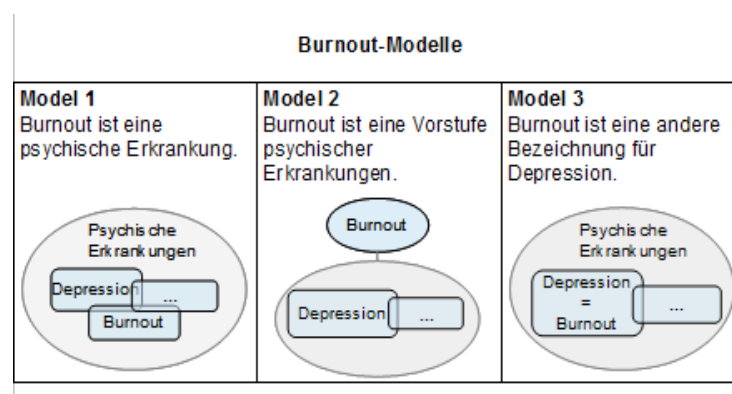 Burnout-Modelle
Model 1
Burnout ist eine
psychische Erkrankung.
Psychische
Erkrankungen
Depression
...
Burnout
Model 2
Burnout ist eine Vorstufe
psychischer
Erkrankungen.
Burnout
Depression
...
Model 3
Burnout ist eine andere
Bezeichnung für
Depression.
Psychische
Erkrankungen
Depression
=
Burnout
...